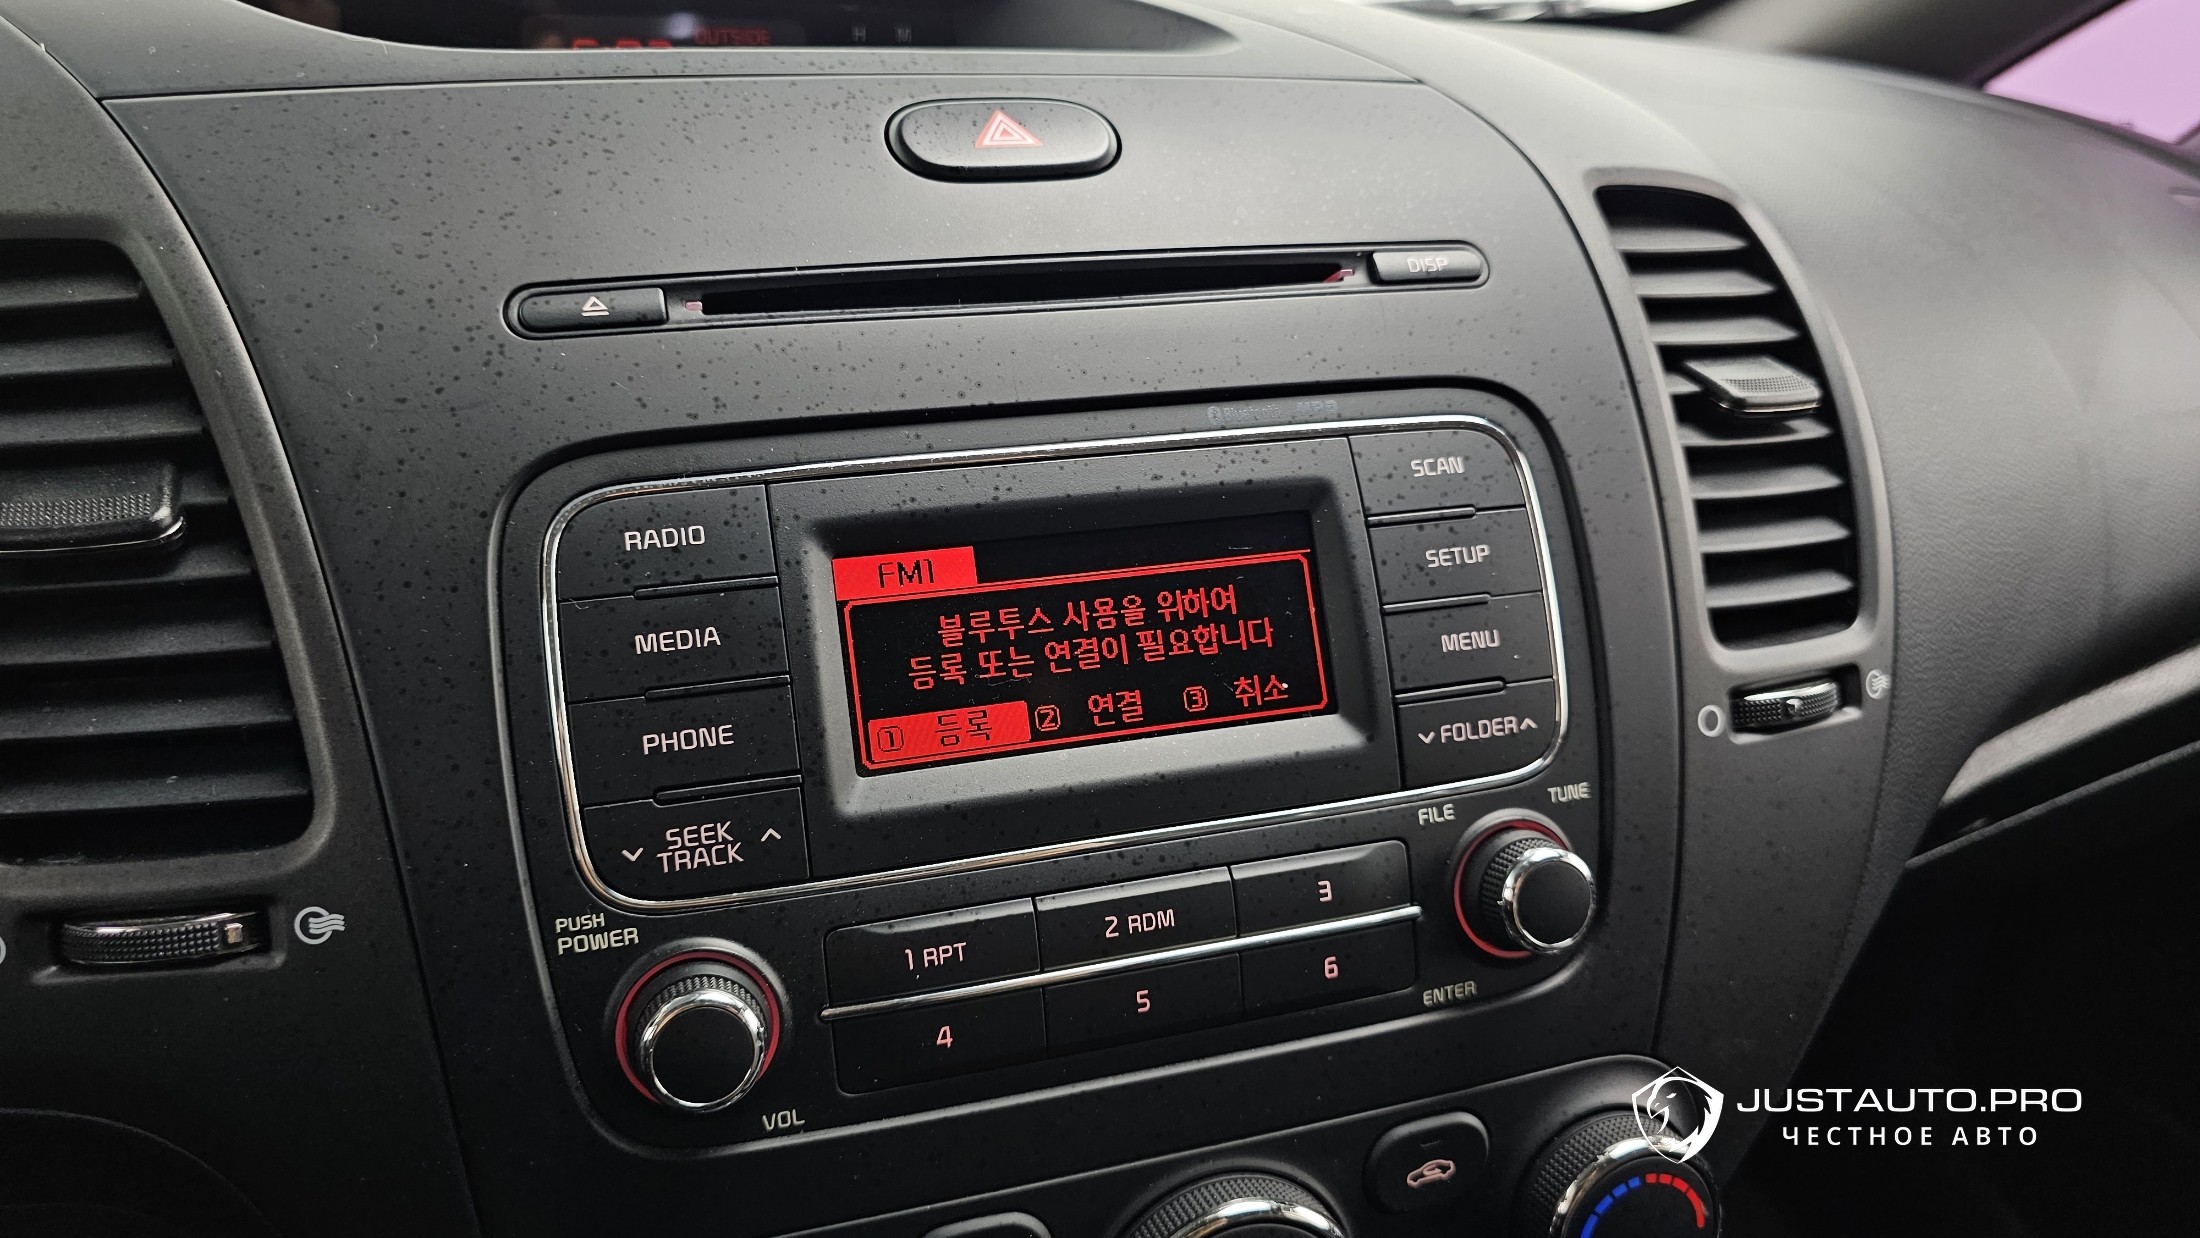 OUTSIDE
H M
DISP
Bluetooth MP3
RADIO
MEDIA
PHONE
SEEK
TRACK
FM1
블루투스 사용을 위하여
등록 또는 연결이 필요합니다
① 등록 ② 연결 ③ 취소
SCAN
SETUP
MENU
FOLDER
FILE
TUNE
PUSH
POWER
VOL
1 RPT
2 RDM
3
4
5
6
ENTER
JUSTAUTO.PRO
ЧЕСТНОЕ АВТО